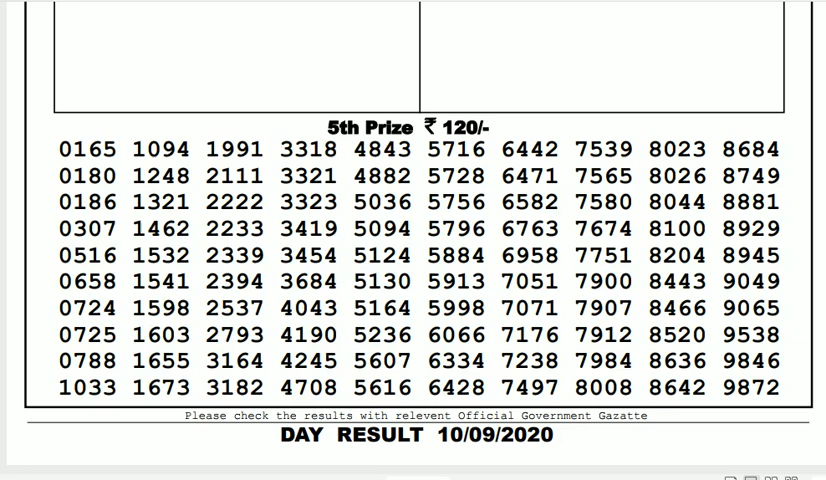 5th Prize ₹ 120/-
0165 1094 1991 3318 4843 5716 6442 7539 8023 8684
0180 1248 2111 3321 4882 5728 6471 7565 8026 8749
0186 1321 2222 3323 5036 5756 6582 7580 8044 8881
0307 1462 2233 3419 5094 5796 6763 7674 8100 8929
0516 1532 2339 3454 5124 5884 6958 7751 8204 8945
0658 1541 2394 3684 5130 5913 7051 7900 8443 9049
0724 1598 2537 4043 5164 5998 7071 7907 8466 9065
0725 1603 2793 4190 5236 6066 7176 7912 8520 9538
0788 1655 3164 4245 5607 6334 7238 7984 8636 9846
1033 1673 3182 4708 5616 6428 7497 8008 8642 9872
Please check the results with relevent Official Government Gazatte
DAY RESULT 10/09/2020